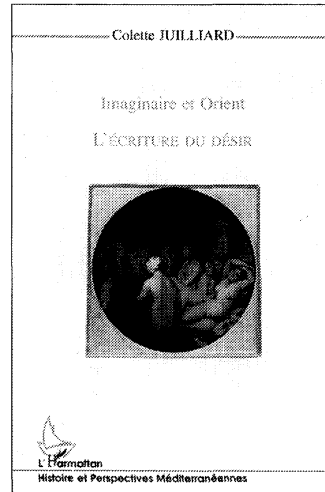 Colette JUILLIARD
Imaginaire et Orient
L'ÉCRITURE DU DÉSIR
L'Harmattan
Histoire et Perspectives Méditerranéennes